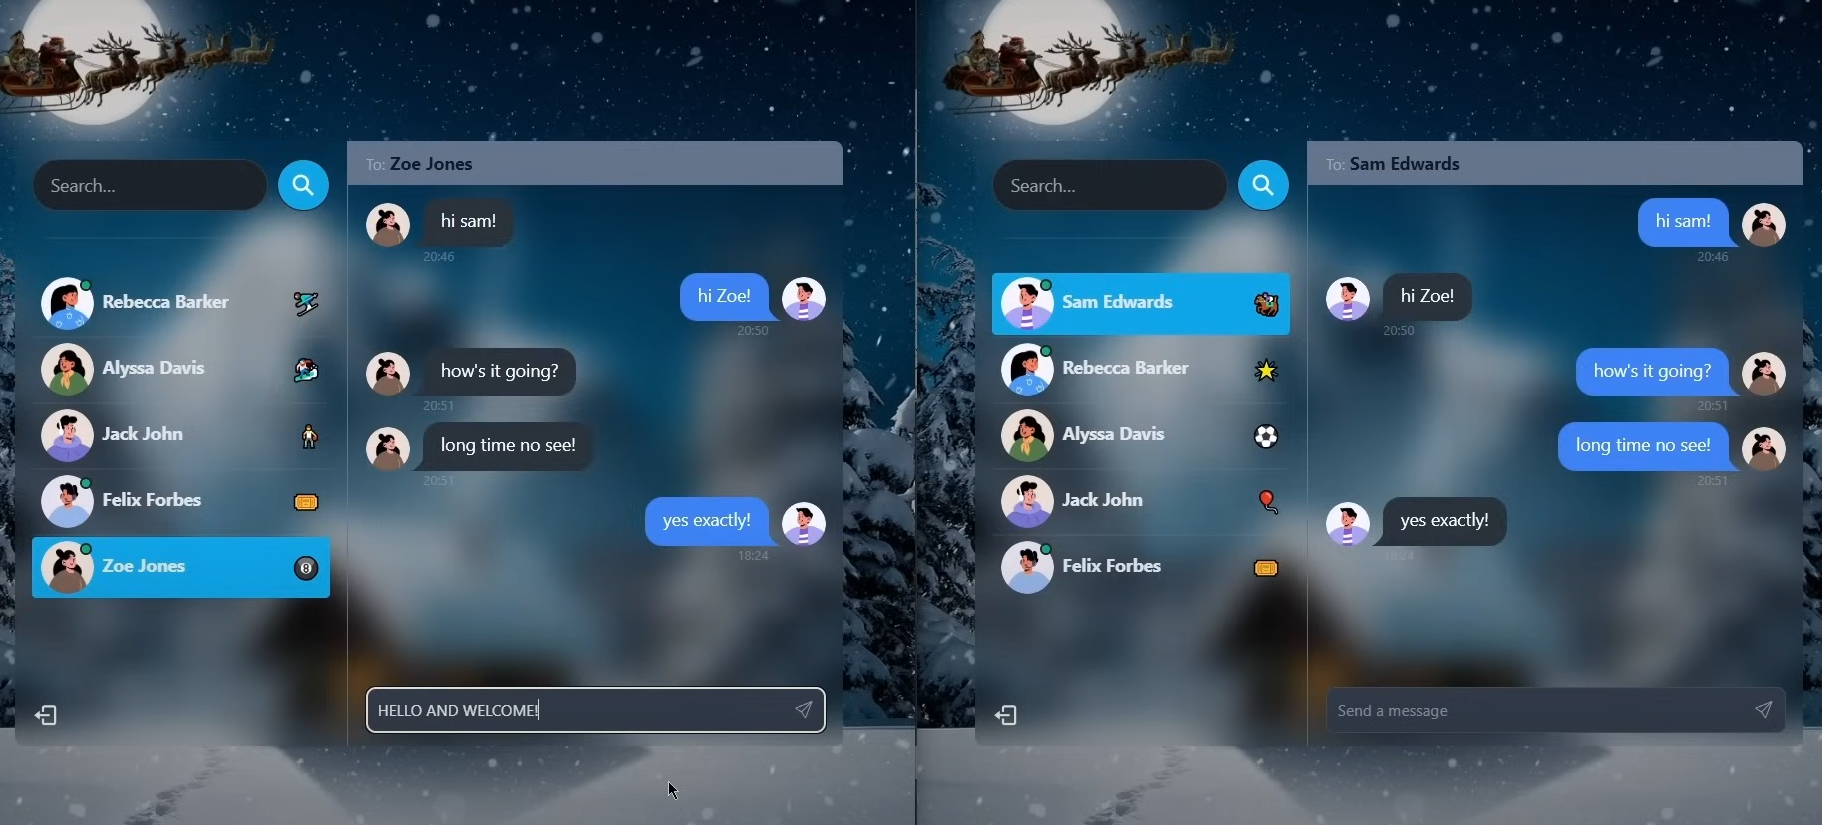 Search...
Rebecca Barker
Alyssa Davis
Jack John
Felix Forbes
Zoe Jones
8
To: Zoe Jones
hi sam!
20:46
hi Zoe!
20:50
how's it going?
20:51
long time no see!
20:51
yes exactly!
18:24
HELLO AND WELCOME!
Search...
Sam Edwards
Rebecca Barker
Alyssa Davis
Jack John
Felix Forbes
To: Sam Edwards
hi sam!
20:46
hi Zoe!
20:50
how's it going?
20:51
long time no see!
20:51
yes exactly!
18:24
Send a message